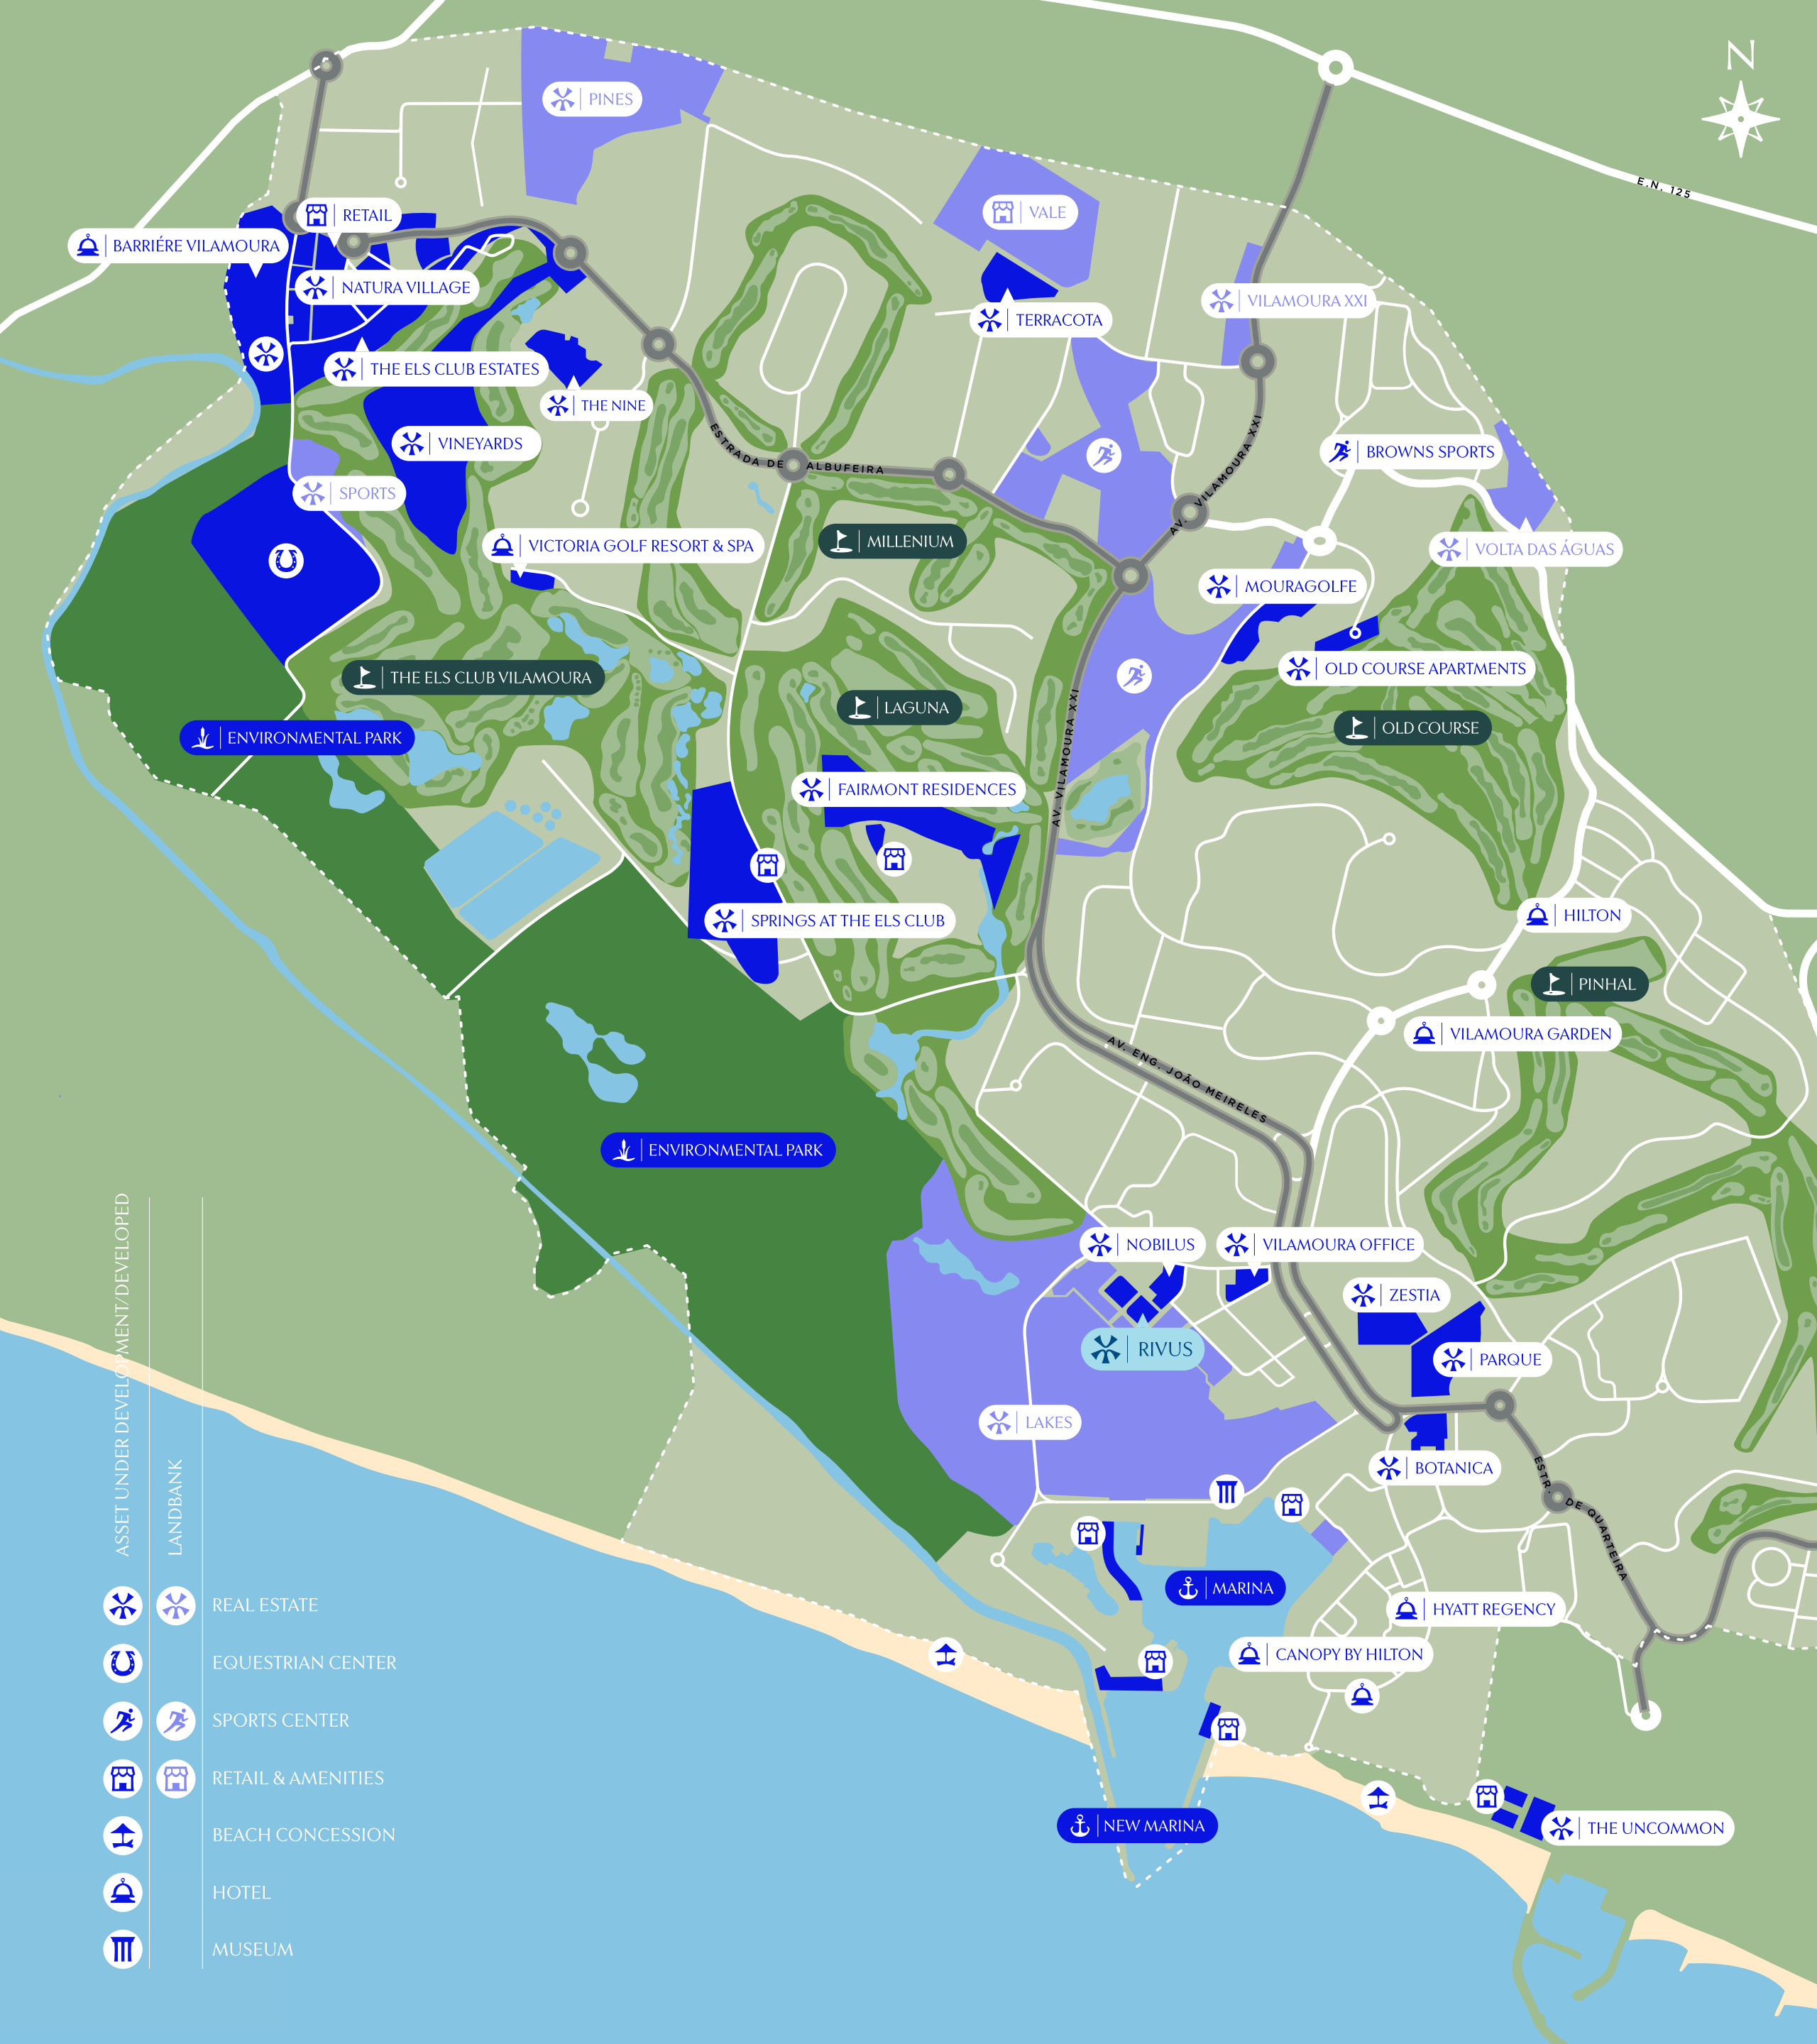 N
PINES
E.N. 125
RETAIL
VALE
BARRIÉRE VILAMOURA
NATURA VILLAGE
VILAMOURA XXI
TERRACOTA
THE ELS CLUB ESTATES
THE NINE
VINEYARDS
ESTRADA DE ALBUFEIRA
AV. VILAMOURA XXI
BROWNS SPORTS
SPORTS
VICTORIA GOLF RESORT & SPA
MILLENIUM
VOLTA DAS ÁGUAS
MOURAGOLFE
OLD COURSE APARTMENTS
THE ELS CLUB VILAMOURA
LAGUNA
OLD COURSE
ENVIRONMENTAL PARK
AV. VILAMOURA XXI
FAIRMONT RESIDENCES
SPRINGS AT THE ELS CLUB
HILTON
PINHAL
VILAMOURA GARDEN
AV. ENG. JOÃO MEIRELES
ENVIRONMENTAL PARK
NOBILUS
VILAMOURA OFFICE
ZESTIA
RIVUS
PARQUE
LAKES
BOTANICA
ESTR. DE QUARTEIRA
MARINA
HYATT REGENCY
CANOPY BY HILTON
NEW MARINA
THE UNCOMMON
ASSET UNDER DEVELOPMENT/DEVELOPED
LANDBANK
REAL ESTATE
EQUESTRIAN CENTER
SPORTS CENTER
RETAIL & AMENITIES
BEACH CONCESSION
HOTEL
MUSEUM